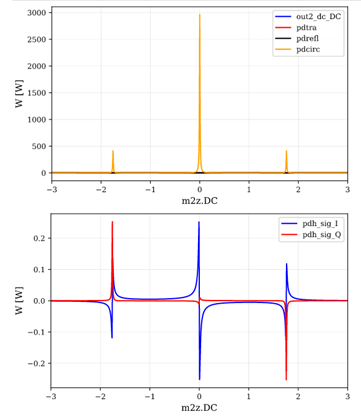 3000
2500
2000
1500
1000
500
0
W [W]
out2_dc_DC
pdtra
pdrefl
pdcirc
−3 −2 −1 0 1 2 3
m2z.DC
0.2
0.1
0.0
−0.1
−0.2
W [W]
pdh_sig_I
pdh_sig_Q
−3 −2 −1 0 1 2 3
m2z.DC